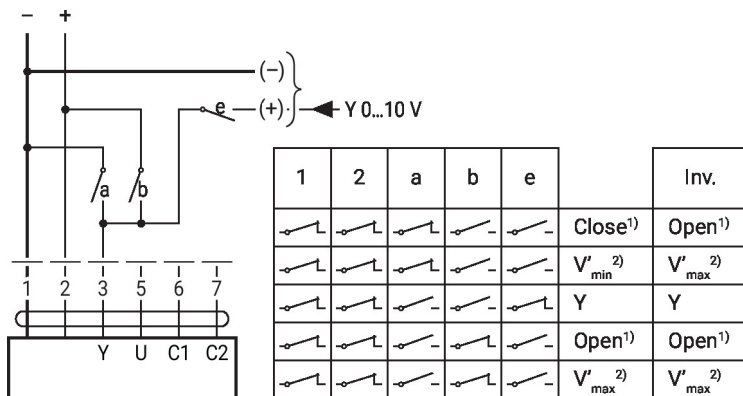 − +
(−)
e (+) Y 0...10 V
a b
1 2 3 5 6 7
Y U C1 C2
1 2 a b e Inv.
Close¹⁾ Open¹⁾
V'min²⁾ V'max²⁾
Y Y
Open¹⁾ Open¹⁾
V'max²⁾ V'max²⁾